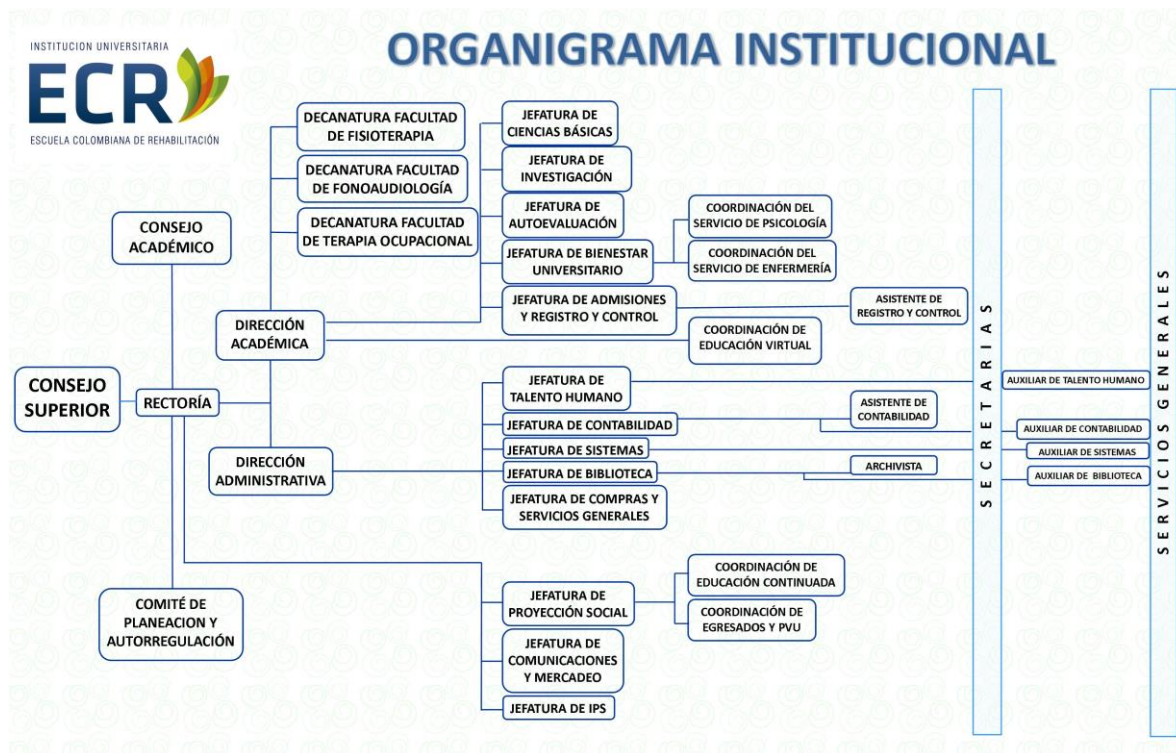 INSTITUCION UNIVERSITARIA
ECR
ESCUELA COLOMBIANA DE REHABILITACIÓN
ORGANIGRAMA INSTITUCIONAL
DECANATURA FACULTAD
DE FISIOTERAPIA
DECANATURA FACULTAD
DE FONOAUDIOLOGÍA
DECANATURA FACULTAD
DE TERAPIA OCUPACIONAL
JEFATURA DE
CIENCIAS BÁSICAS
JEFATURA DE
INVESTIGACIÓN
JEFATURA DE
AUTOEVALUACIÓN
JEFATURA DE BIENESTAR
UNIVERSITARIO
JEFATURA DE ADMISIONES
Y REGISTRO Y CONTROL
COORDINACIÓN DEL
SERVICIO DE PSICOLOGÍA
COORDINACIÓN DEL
SERVICIO DE ENFERMERÍA
ASISTENTE DE
REGISTRO Y CONTROL
COORDINACIÓN DE
EDUCACIÓN VIRTUAL
CONSEJO
ACADÉMICO
DIRECCIÓN
ACADÉMICA
CONSEJO
SUPERIOR
RECTORÍA
DIRECCIÓN
ADMINISTRATIVA
JEFATURA DE
TALENTO HUMANO
JEFATURA DE CONTABILIDAD
JEFATURA DE SISTEMAS
JEFATURA DE BIBLIOTECA
JEFATURA DE COMPRAS Y
SERVICIOS GENERALES
ASISTENTE DE
CONTABILIDAD
ARCHIVISTA
AUXILIAR DE TALENTO HUMANO
AUXILIAR DE CONTABILIDAD
AUXILIAR DE SISTEMAS
AUXILIAR DE BIBLIOTECA
COMITÉ DE
PLANEACION Y
AUTORREGULACIÓN
JEFATURA DE
PROYECCIÓN SOCIAL
JEFATURA DE
COMUNICACIONES
Y MERCADEO
JEFATURA DE IPS
COORDINACIÓN DE
EDUCACIÓN CONTINUADA
COORDINACIÓN DE
EGRESADOS Y PVU
SECRETARIAS
SERVICIOS GENERALES